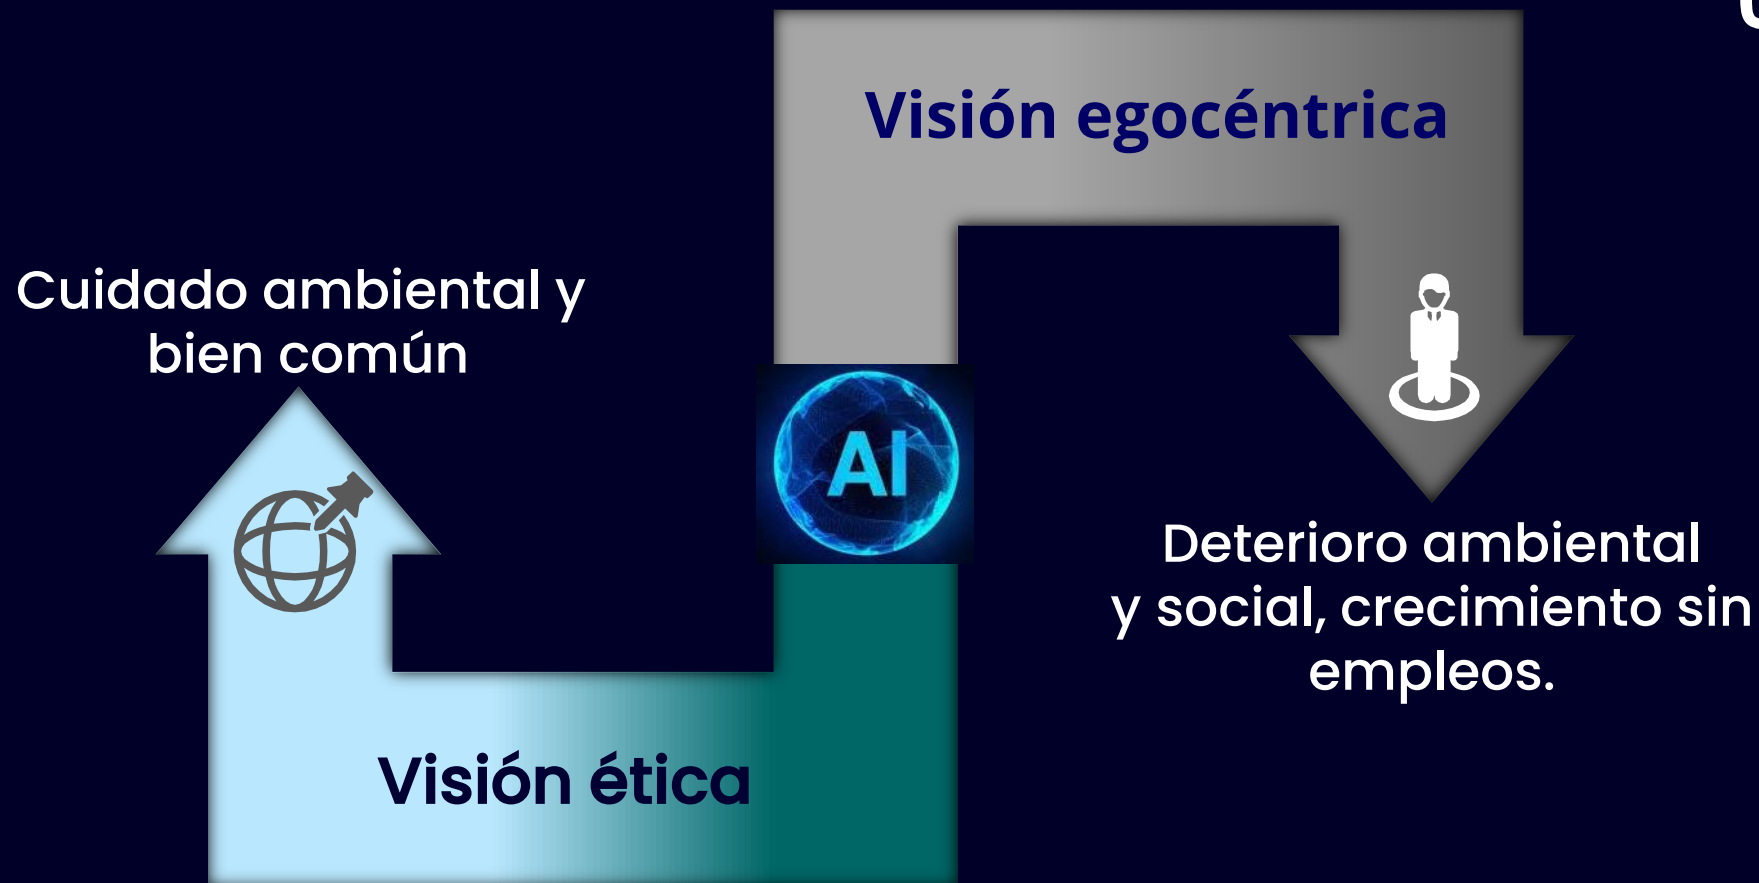 Visión egocéntrica
Cuidado ambiental y
bien común
AI
Deterioro ambiental
y social, crecimiento sin
empleos.
Visión ética